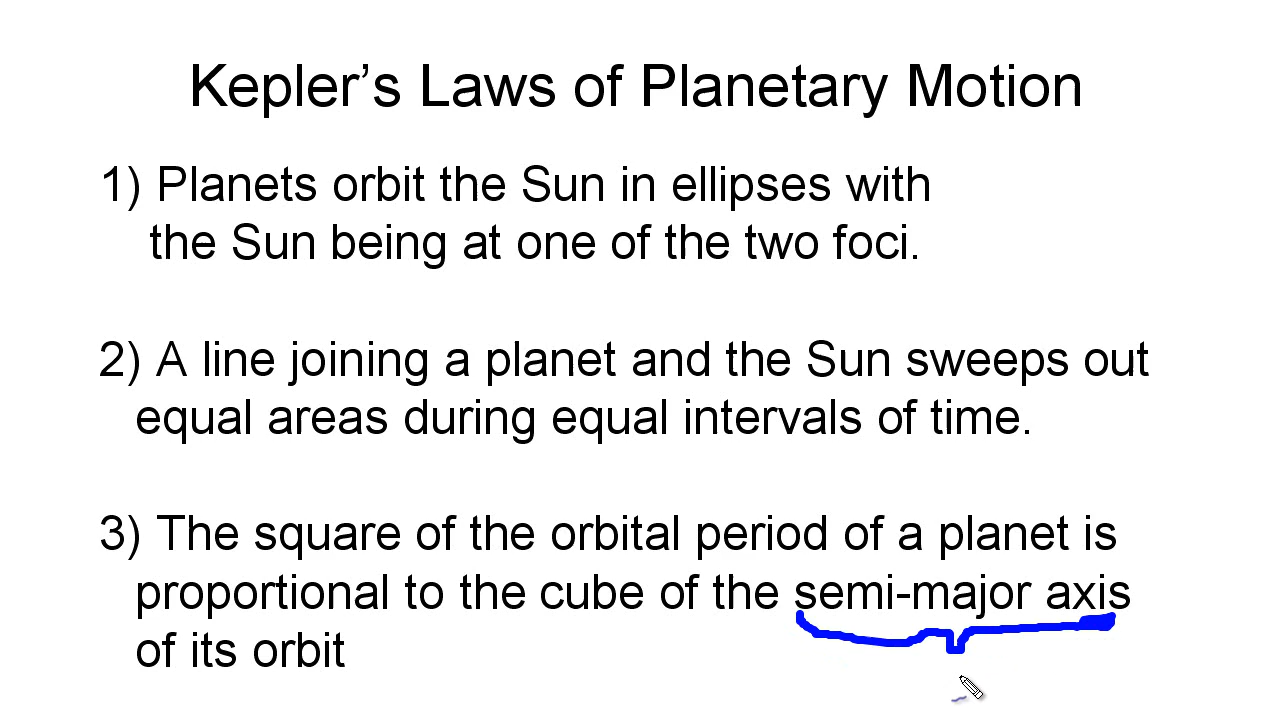 Kepler’s Laws of Planetary Motion
1) Planets orbit the Sun in ellipses with
the Sun being at one of the two foci.
2) A line joining a planet and the Sun sweeps out
equal areas during equal intervals of time.
3) The square of the orbital period of a planet is
proportional to the cube of the semi-major axis
of its orbit